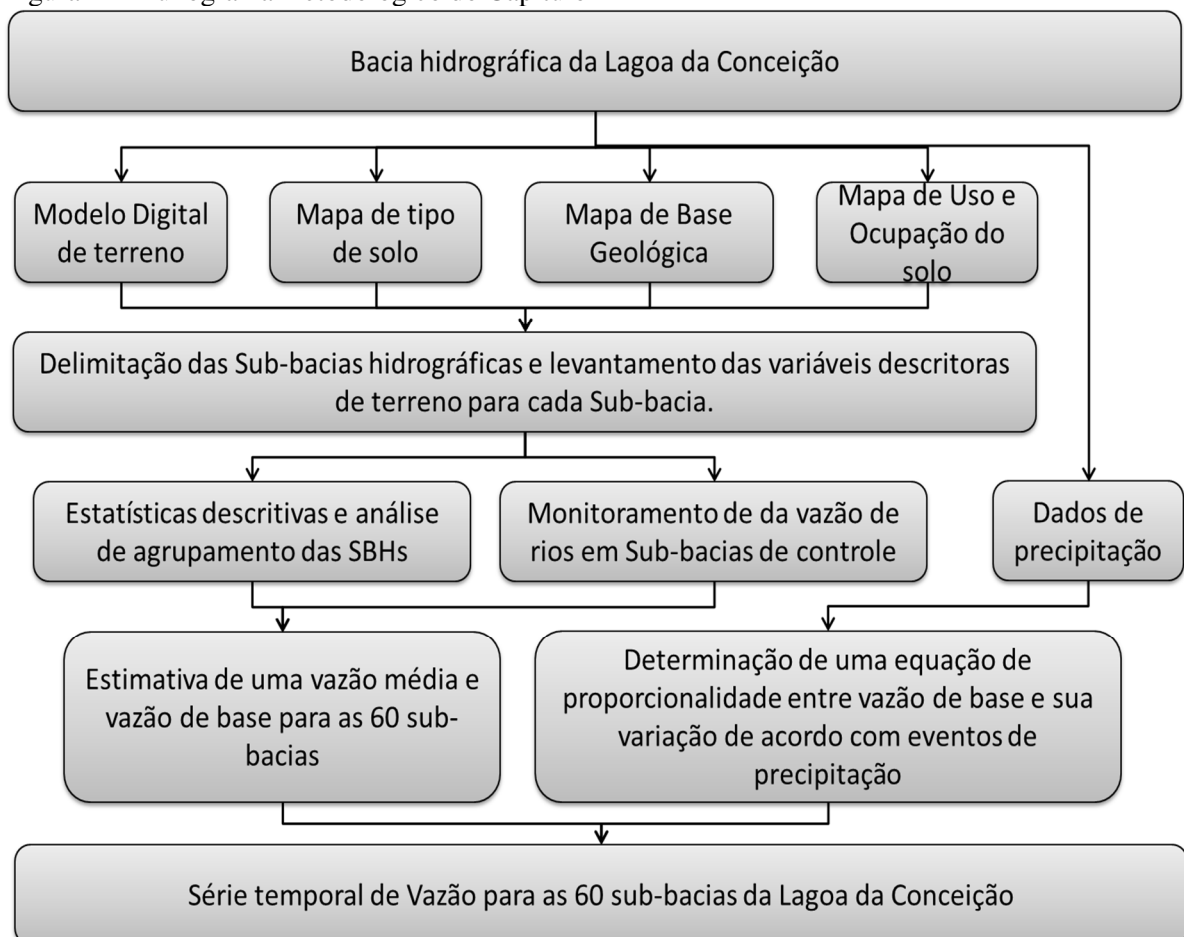 Bacia hidrográfica da Lagoa da Conceição
Modelo Digital
de terreno
Mapa de tipo
de solo
Mapa de Base
Geológica
Mapa de Uso e
Ocupação do
solo
Delimitação das Sub-bacias hidrográficas e levantamento das variáveis descritoras
de terreno para cada Sub-bacia.
Estatísticas descritivas e análise
de agrupamento das SBHs
Monitoramento de da vazão de
rios em Sub-bacias de controle
Dados de
precipitação
Estimativa de uma vazão média e
vazão de base para as 60 sub-
bacias
Determinação de uma equação de
proporcionalidade entre vazão de base e sua
variação de acordo com eventos de
precipitação
Série temporal de Vazão para as 60 sub-bacias da Lagoa da Conceição